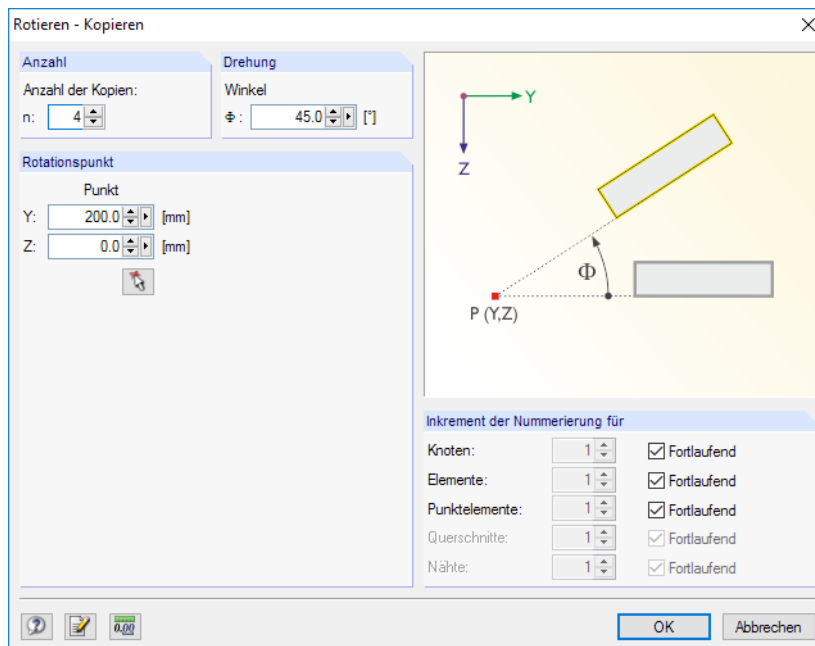 Rotieren - Kopieren
Anzahl
Anzahl der Kopien:
n: 4
Drehung
Winkel
Φ : 45.0 [°]
Rotationspunkt
Punkt
Y: 200.0 [mm]
Z: 0.0 [mm]
Y
Z
Φ
P (Y,Z)
Inkrement der Nummerierung für
Knoten: 1 Fortlaufend
Elemente: 1 Fortlaufend
Punktelemente: 1 Fortlaufend
Querschnitte: 1 Fortlaufend
Nähte: 1 Fortlaufend
0.00
OK
Abbrechen